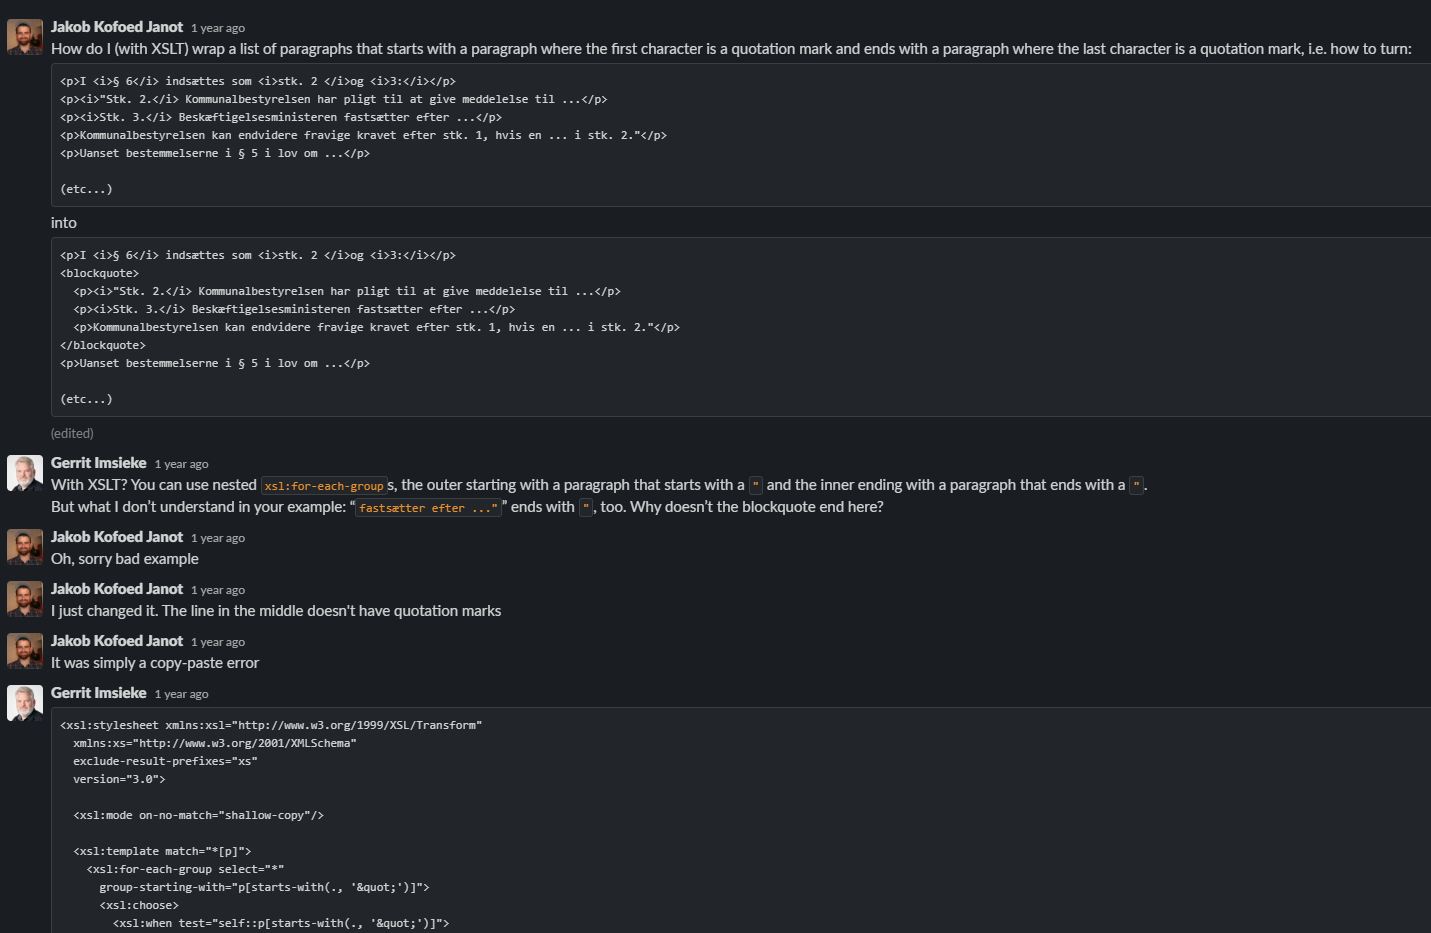 Jakob Kofoed Janot 1 year ago
How do I (with XSLT) wrap a list of paragraphs that starts with a paragraph where the first character is a quotation mark and ends with a paragraph where the last character is a quotation mark, i.e. how to turn:
<p>I <i>§ 6</i> indsættes som <i>stk. 2 </i>og <i>3:</i></p>
<p><i>"Stk. 2.</i> Kommunalbestyrelsen har pligt til at give meddelelse til ...</p>
<p><i>Stk. 3.</i> Beskæftigelsesministeren fastsætter efter ...</p>
<p>Kommunalbestyrelsen kan endvidere fravige kravet efter stk. 1, hvis en ... i stk. 2."</p>
<p>Uanset bestemmelserne i § 5 i lov om ...</p>
(etc...)
into
<p>I <i>§ 6</i> indsættes som <i>stk. 2 </i>og <i>3:</i></p>
<blockquote>
  <p><i>"Stk. 2.</i> Kommunalbestyrelsen har pligt til at give meddelelse til ...</p>
  <p><i>Stk. 3.</i> Beskæftigelsesministeren fastsætter efter ...</p>
  <p>Kommunalbestyrelsen kan endvidere fravige kravet efter stk. 1, hvis en ... i stk. 2."</p>
</blockquote>
<p>Uanset bestemmelserne i § 5 i lov om ...</p>
(etc...)
(edited)
Gerrit Imsieke 1 year ago
With XSLT? You can use nested xsl:for-each-groups, the outer starting with a paragraph that starts with a " and the inner ending with a paragraph that ends with a ".
But what I don’t understand in your example: “fastsætter efter ..."” ends with ", too. Why doesn’t the blockquote end here?
Jakob Kofoed Janot 1 year ago
Oh, sorry bad example
Jakob Kofoed Janot 1 year ago
I just changed it. The line in the middle doesn't have quotation marks
Jakob Kofoed Janot 1 year ago
It was simply a copy-paste error
Gerrit Imsieke 1 year ago
<xsl:stylesheet xmlns:xsl="http://www.w3.org/1999/XSL/Transform"
  xmlns:xs="http://www.w3.org/2001/XMLSchema"
  exclude-result-prefixes="xs"
  version="3.0">
  <xsl:mode on-no-match="shallow-copy"/>
  <xsl:template match="*[p]">
    <xsl:for-each-group select="*"
      group-starting-with="p[starts-with(., '&quot;')]">
      <xsl:choose>
        <xsl:when test="self::p[starts-with(., '&quot;')]">